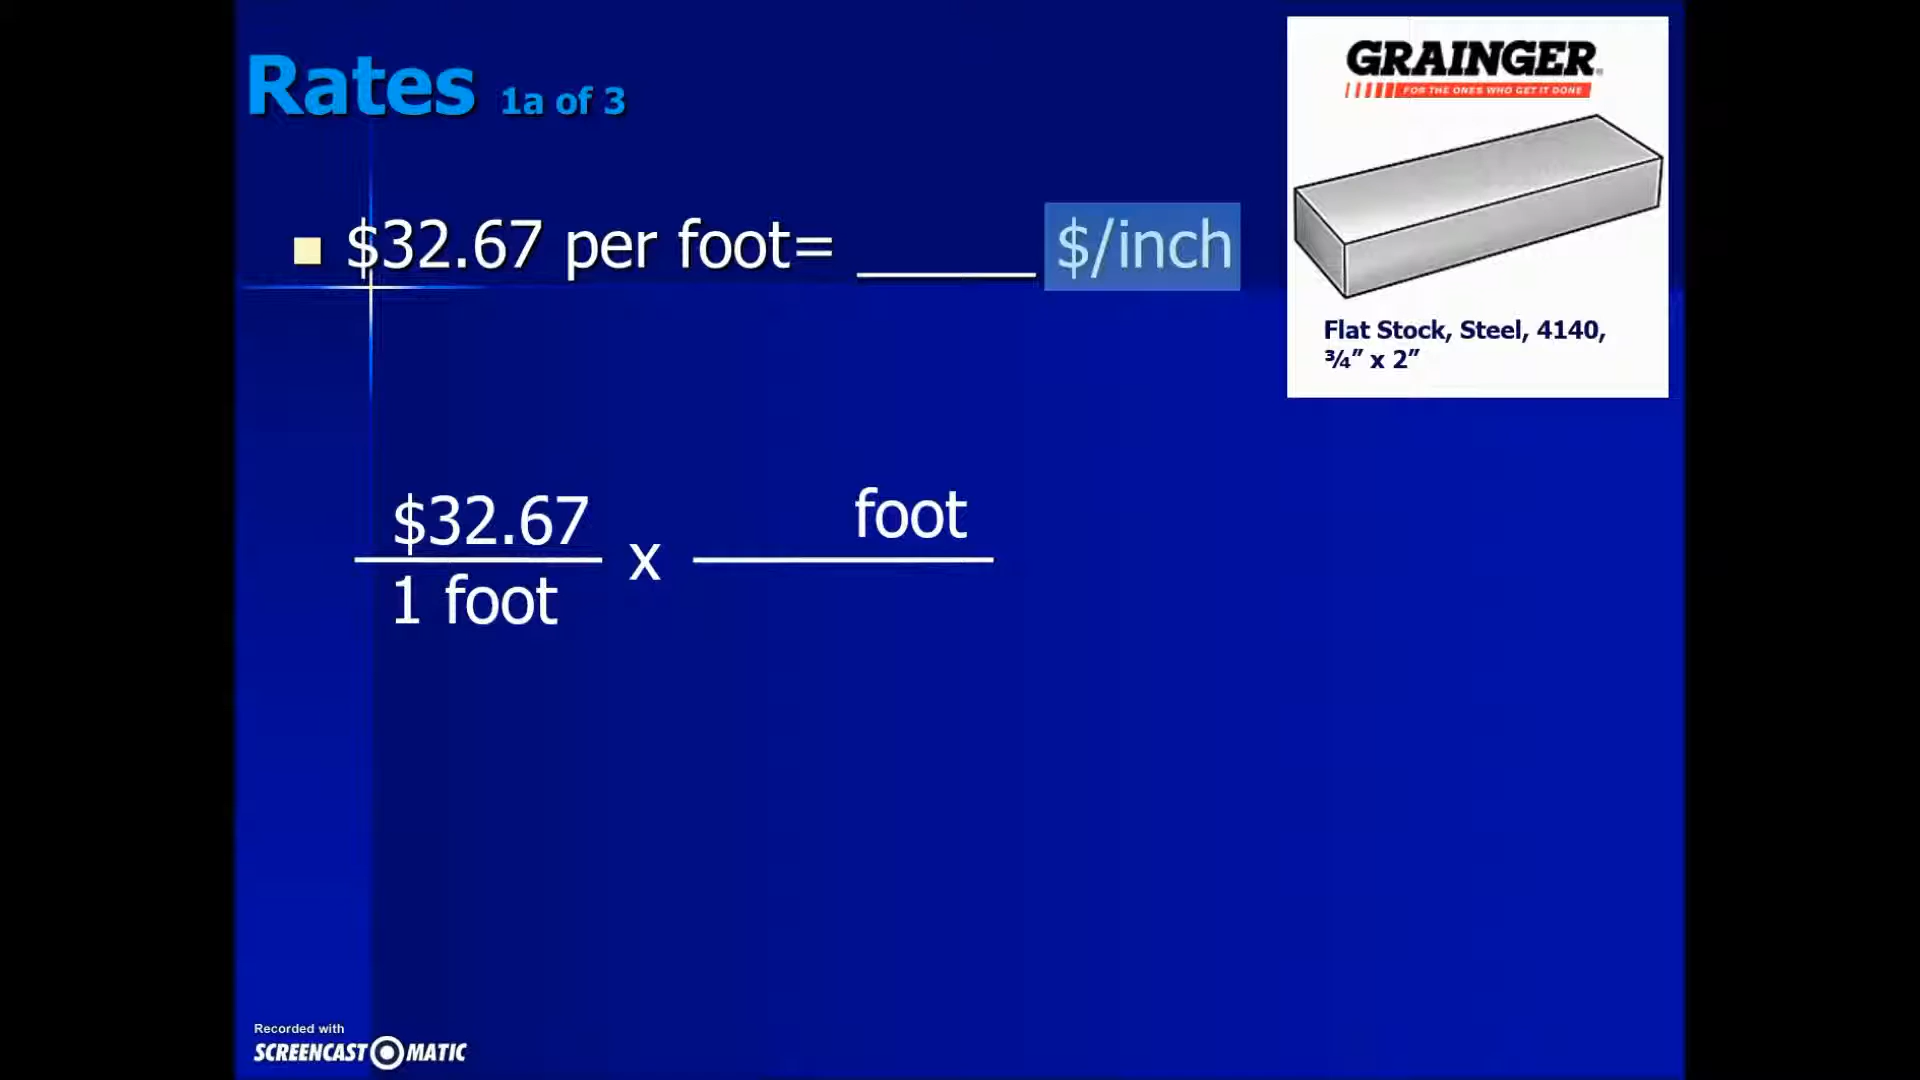 Rates 1a of 3
GRAINGER
FOR THE ONES WHO GET IT DONE
$32.67 per foot= ______ $/inch
Flat Stock, Steel, 4140,
¾” x 2”
$32.67
foot
x
1 foot
Recorded with
SCREENCAST MATIC